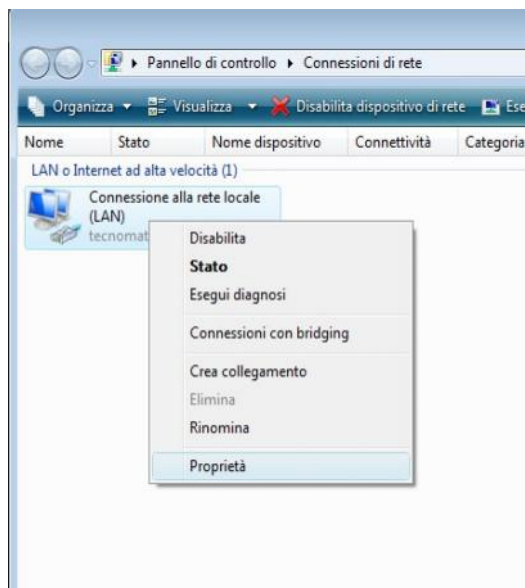 Pannello di controllo Connessioni di rete
Organizza Visualizza Disabilita dispositivo di rete Ese
Nome Stato Nome dispositivo Connettività Categoria
LAN o Internet ad alta velocità (1)
Connessione alla rete locale
(LAN)
tecnomat
Disabilita
Stato
Esegui diagnosi
Connessioni con bridging
Crea collegamento
Elimina
Rinomina
Proprietà